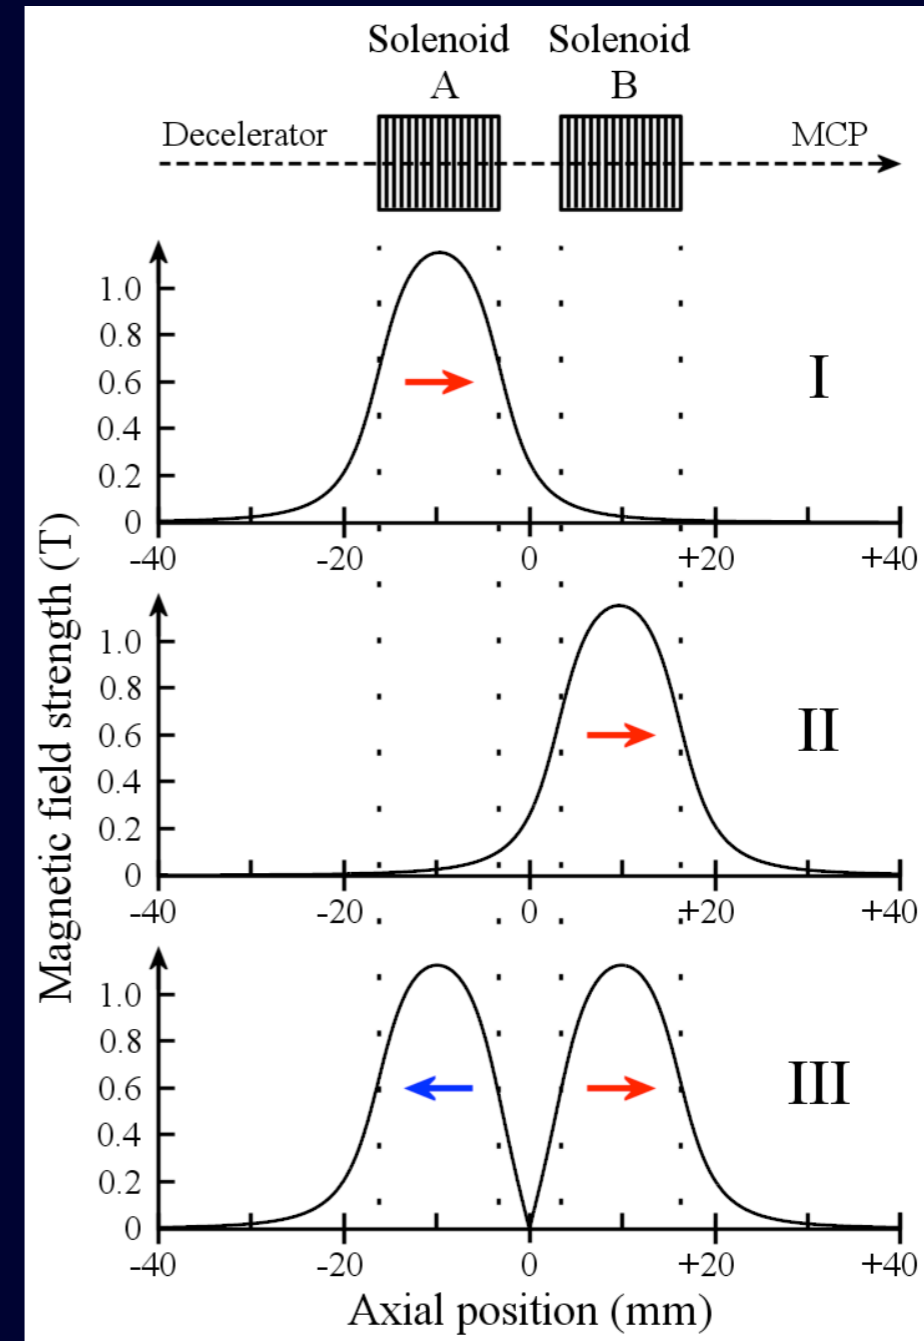 Solenoid Solenoid
A B
Decelerator MCP
1.0
0.8
0.6 I
0.4
0.2
0
-40 -20 0 +20 +40
Magnetic field strength (T)
1.0
0.8
0.6 II
0.4
0.2
0
-40 -20 0 +20 +40
1.0
0.8
0.6 III
0.4
0.2
0
-40 -20 0 +20 +40
Axial position (mm)